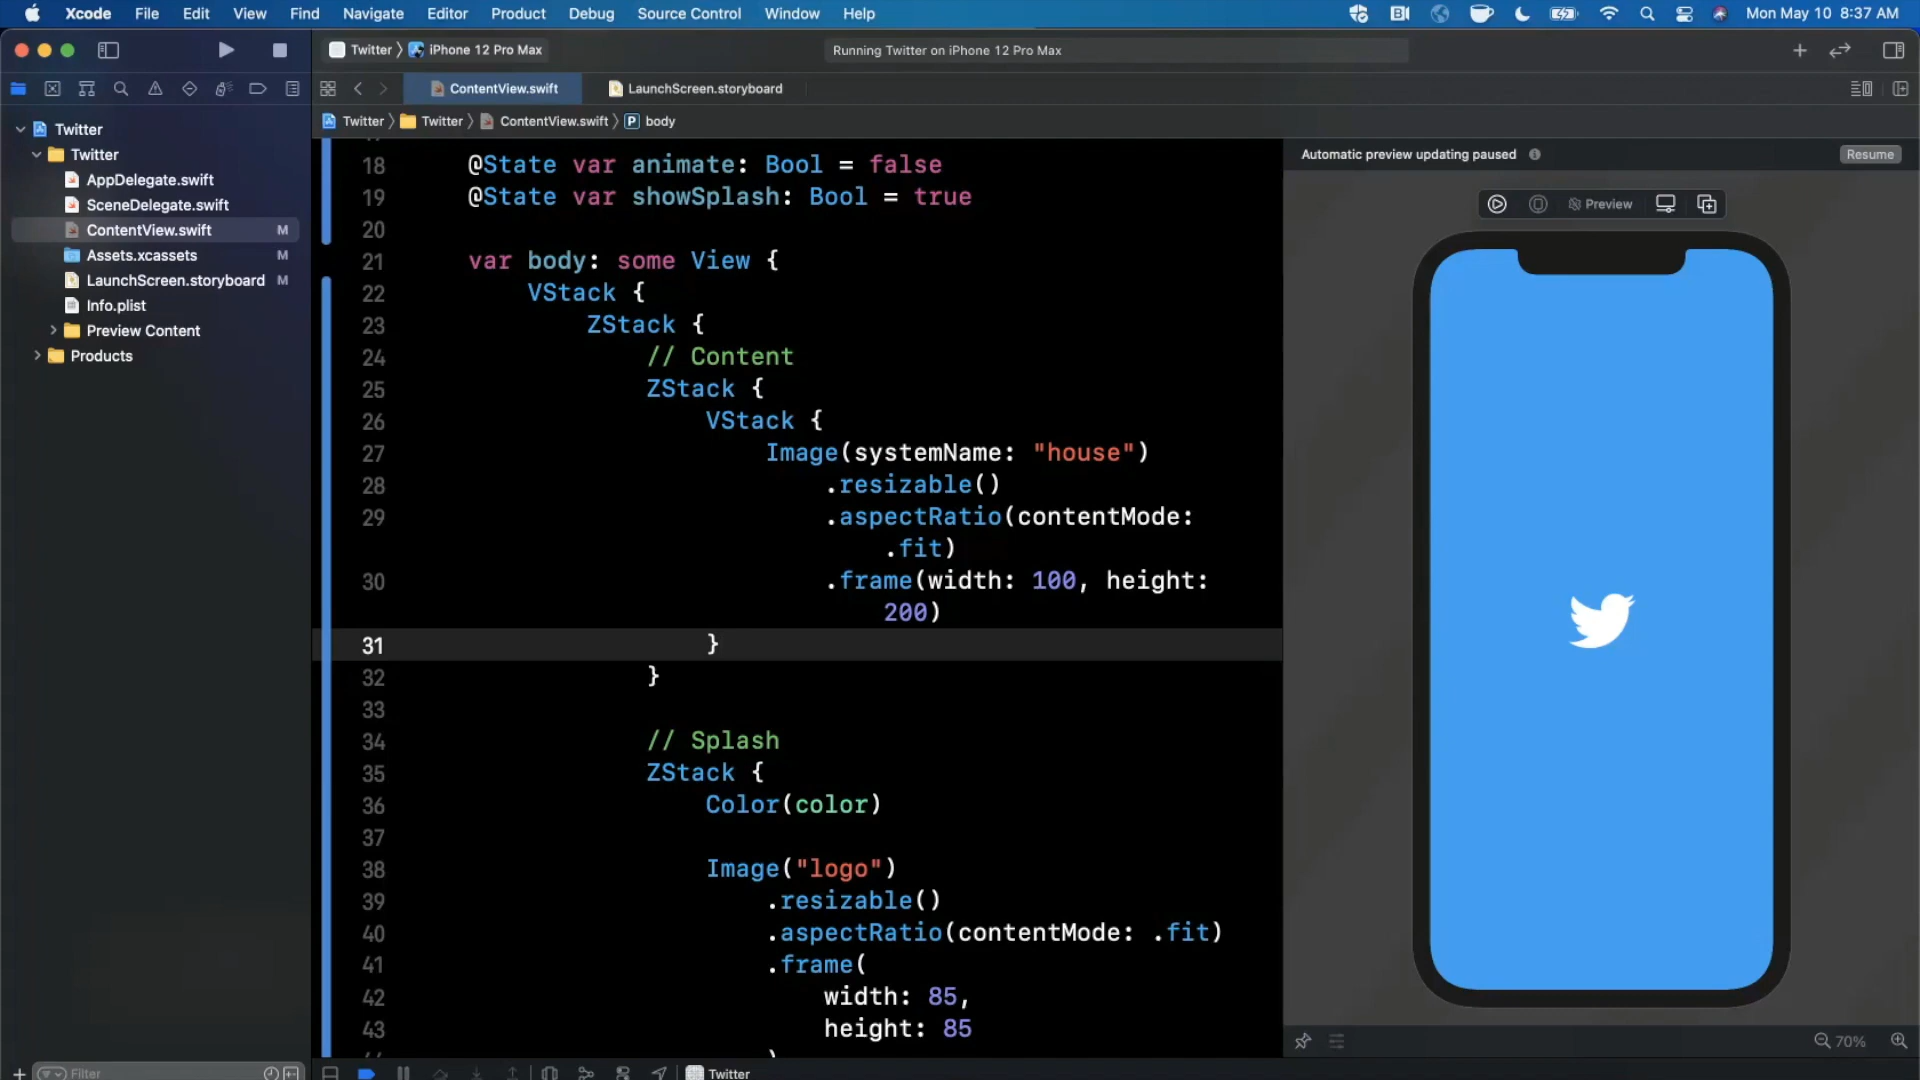 Xcode File Edit View Find Navigate Editor Product Debug Source Control Window Help
Mon May 10 8:37 AM
Twitter iPhone 12 Pro Max
Running Twitter on iPhone 12 Pro Max
ContentView.swift
LaunchScreen.storyboard
Twitter Twitter ContentView.swift P body
Twitter
Twitter
AppDelegate.swift
SceneDelegate.swift
ContentView.swift M
Assets.xcassets M
LaunchScreen.storyboard M
Info.plist
Preview Content
Products
Filter
18 @State var animate: Bool = false
19 @State var showSplash: Bool = true
20
21 var body: some View {
22 VStack {
23 ZStack {
24 // Content
25 ZStack {
26 VStack {
27 Image(systemName: "house")
28 .resizable()
29 .aspectRatio(contentMode:
.fit)
30 .frame(width: 100, height:
200)
31 }
32 }
33
34 // Splash
35 ZStack {
36 Color(color)
37
38 Image("logo")
39 .resizable()
40 .aspectRatio(contentMode: .fit)
41 .frame(
42 width: 85,
43 height: 85
Twitter
Automatic preview updating paused
Resume
Preview
70%